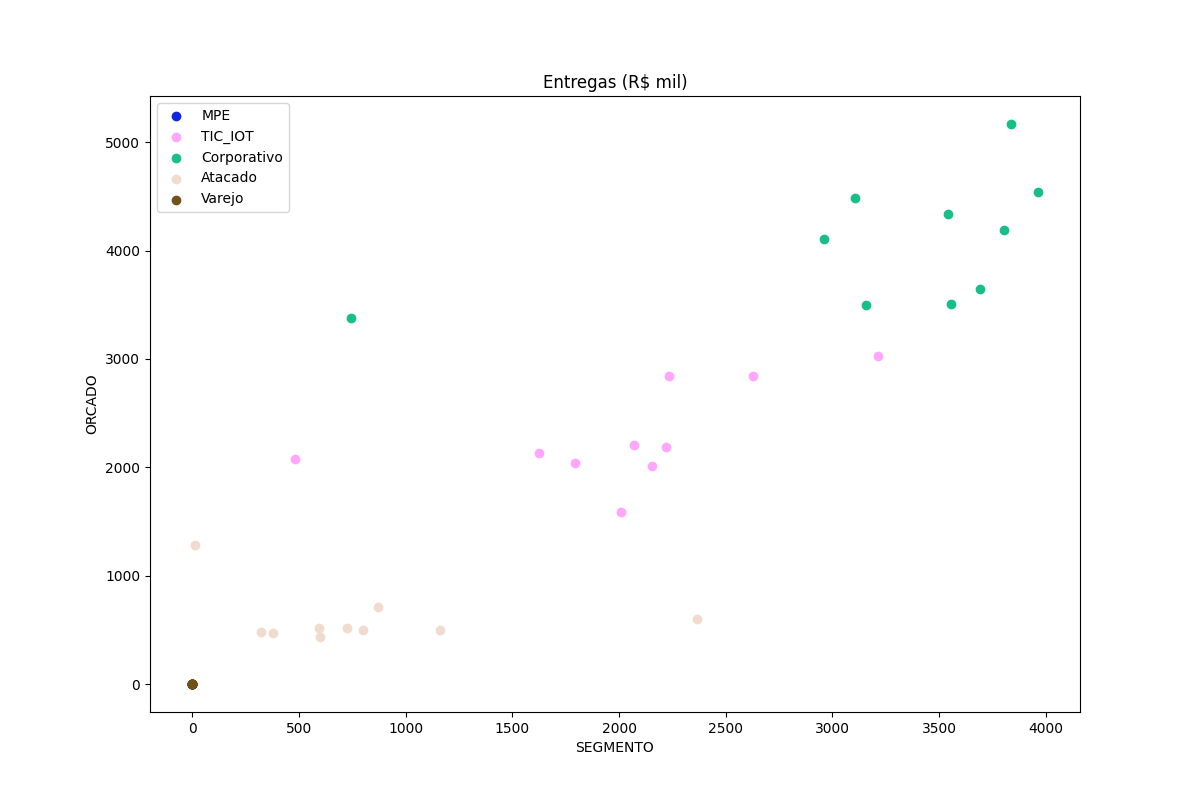 Entregas (R$ mil)
MPE
TIC_IOT
Corporativo
Atacado
Varejo
ORCADO
5000
4000
3000
2000
1000
0
0 500 1000 1500 2000 2500 3000 3500 4000
SEGMENTO